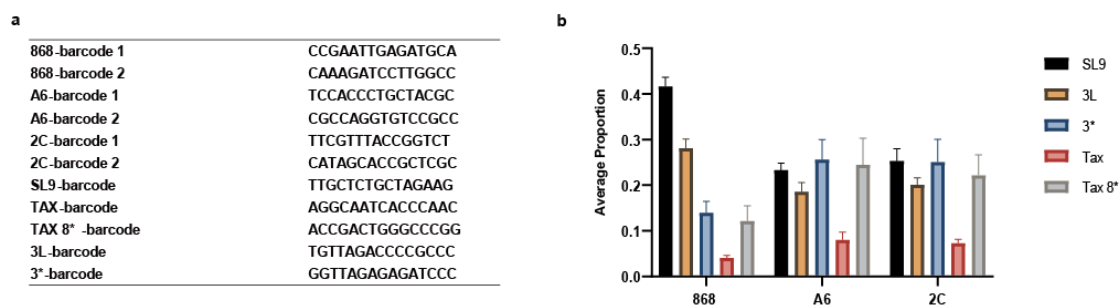 a
868-barcode 1 CCGAATTGAGATGCA
868-barcode 2 CAAAGATCCTTGGCC
A6-barcode 1 TCCACCCTGCTACGC
A6-barcode 2 CGCCAGGTGTCCGCC
2C-barcode 1 TTCGTTTACCGGTCT
2C-barcode 2 CATAGCACCGCTCGC
SL9-barcode TTGCTCTGCTAGAAG
TAX-barcode AGGCAATCACCCAAC
TAX 8* -barcode ACCGACTGGGCCCGG
3L-barcode TGTTAGACCCCGCCC
3*-barcode GGTTAGAGAGATCCC
b
Average Proportion
0.5
0.4
0.3
0.2
0.1
0.0
868 A6 2C
SL9
3L
3*
Tax
Tax 8*